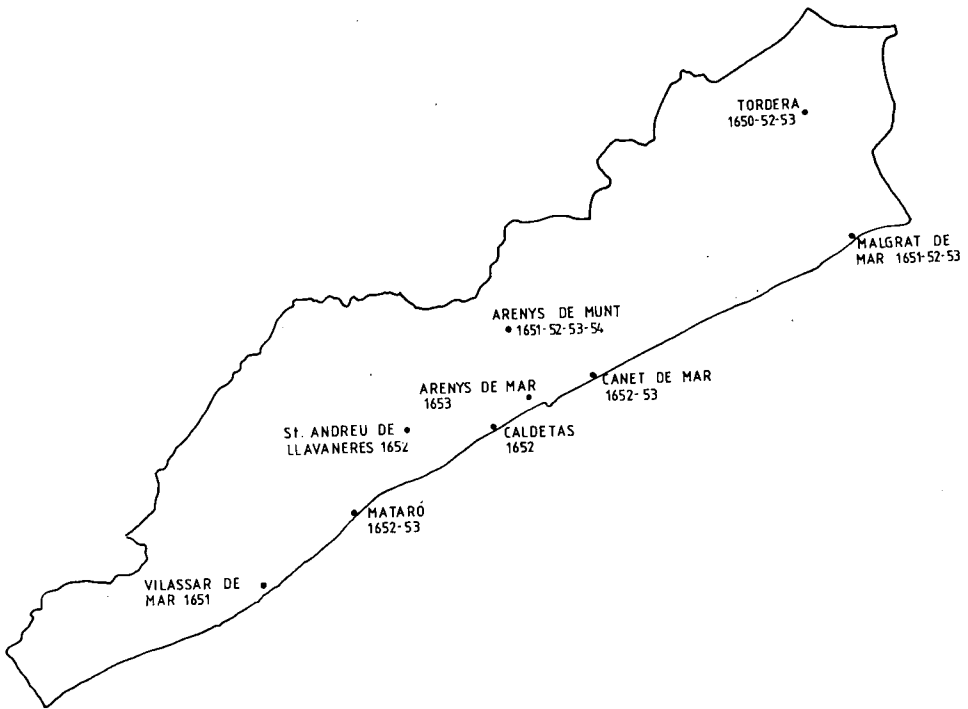 TORDERA
1650-52-53
MALGRAT DE
MAR 1651-52-53
ARENYS DE MUNT
1651-52-53-54
CANET DE MAR
1652-53
ARENYS DE MAR
1653
St. ANDREU DE
LLAVANERES 1652
CALDETAS
1652
MATARÓ
1652-53
VILASSAR DE
MAR 1651